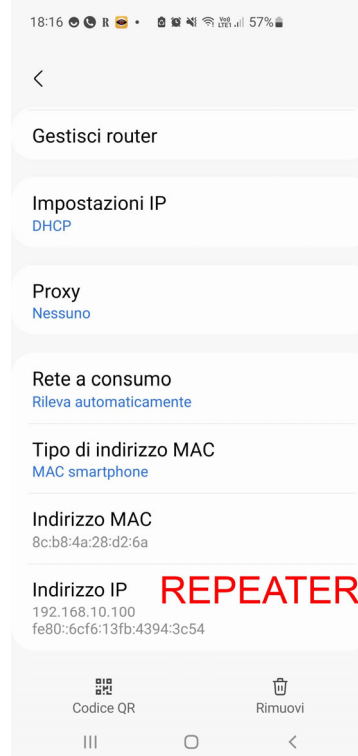 18:16 R 57%
Gestisci router
Impostazioni IP
DHCP
Proxy
Nessuno
Rete a consumo
Rileva automaticamente
Tipo di indirizzo MAC
MAC smartphone
Indirizzo MAC
8c:b8:4a:28:d2:6a
Indirizzo IP REPEATER
192.168.10.100
fe80::6cf6:13fb:4394:3c54
Codice QR Rimuovi